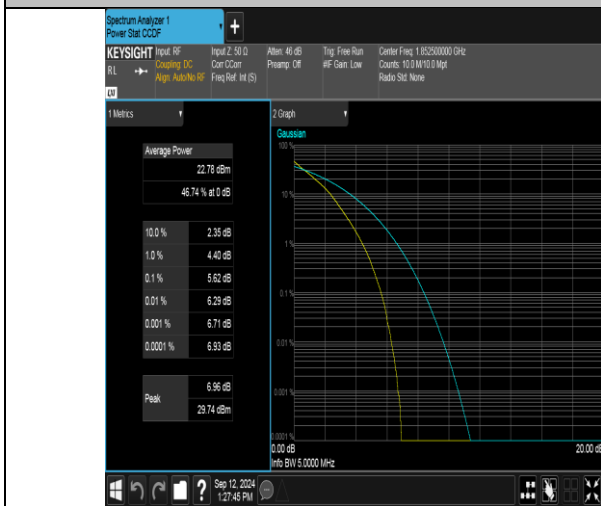 Spectrum Analyzer 1
Power Stat CCDF
+
KEYSIGHT Input: RF Input Z: 50 Ω Atten: 46 dB Trig: Free Run Center Freq: 1.852500000 GHz
RL Coupling: DC Corr CCorr Preamp: Off #IF Gain: Low Counts: 10.0 M/10.0 Mpt
Align: Auto/No RF Freq Ref: Int (S) Radio Std: None
1 Metrics
Average Power
22.78 dBm
46.74 % at 0 dB
10.0 % 2.35 dB
1.0 % 4.40 dB
0.1 % 5.62 dB
0.01 % 6.29 dB
0.001 % 6.71 dB
0.0001 % 6.93 dB
Peak 6.96 dB
29.74 dBm
2 Graph
Gaussian
100 %
10 %
1 %
0.1 %
0.01 %
0.001 %
0.0001 %
0.00 dB 20.00 dB
Info BW 5.0000 MHz
? Sep 12, 2024
1:27:45 PM